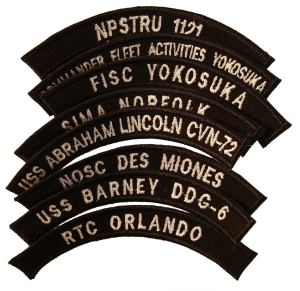 NPSTRU 1121
COMMANDER FLEET ACTIVITIES YOKOSUKA
FISC YOKOSUKA
SIMA NORFOLK
USS ABRAHAM LINCOLN CVN-72
NOSC DES MIONES
USS BARNEY DDG-6
RTC ORLANDO